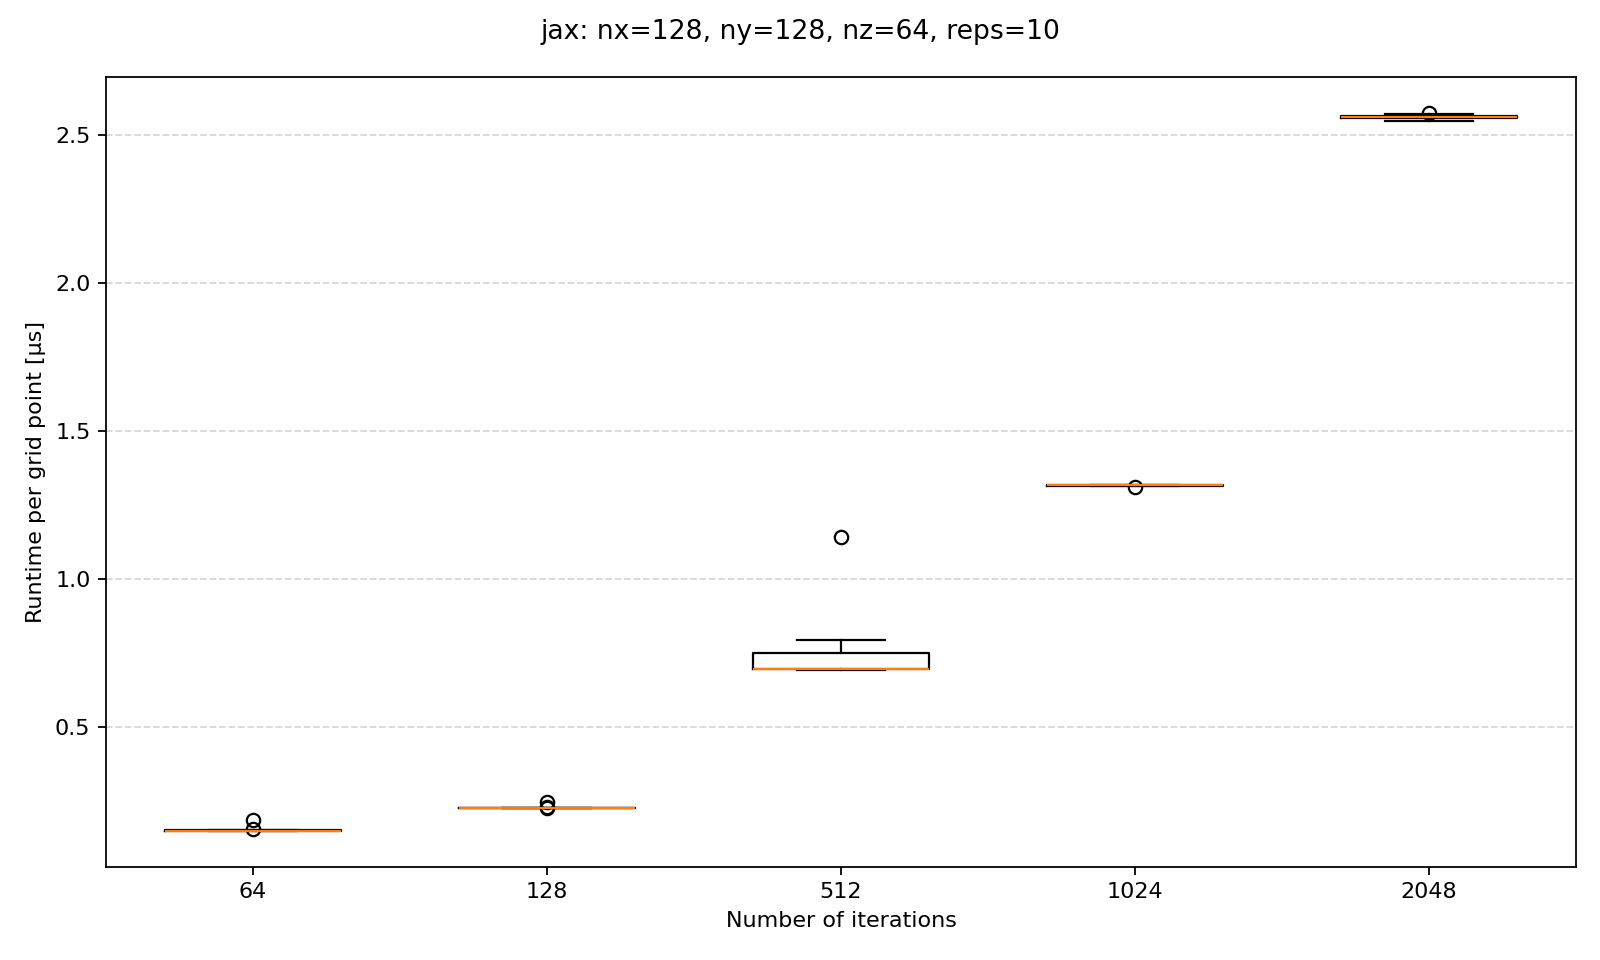 jax: nx=128, ny=128, nz=64, reps=10
Runtime per grid point [µs]
2.5
2.0
1.5
1.0
0.5
64 128 512 1024 2048
Number of iterations